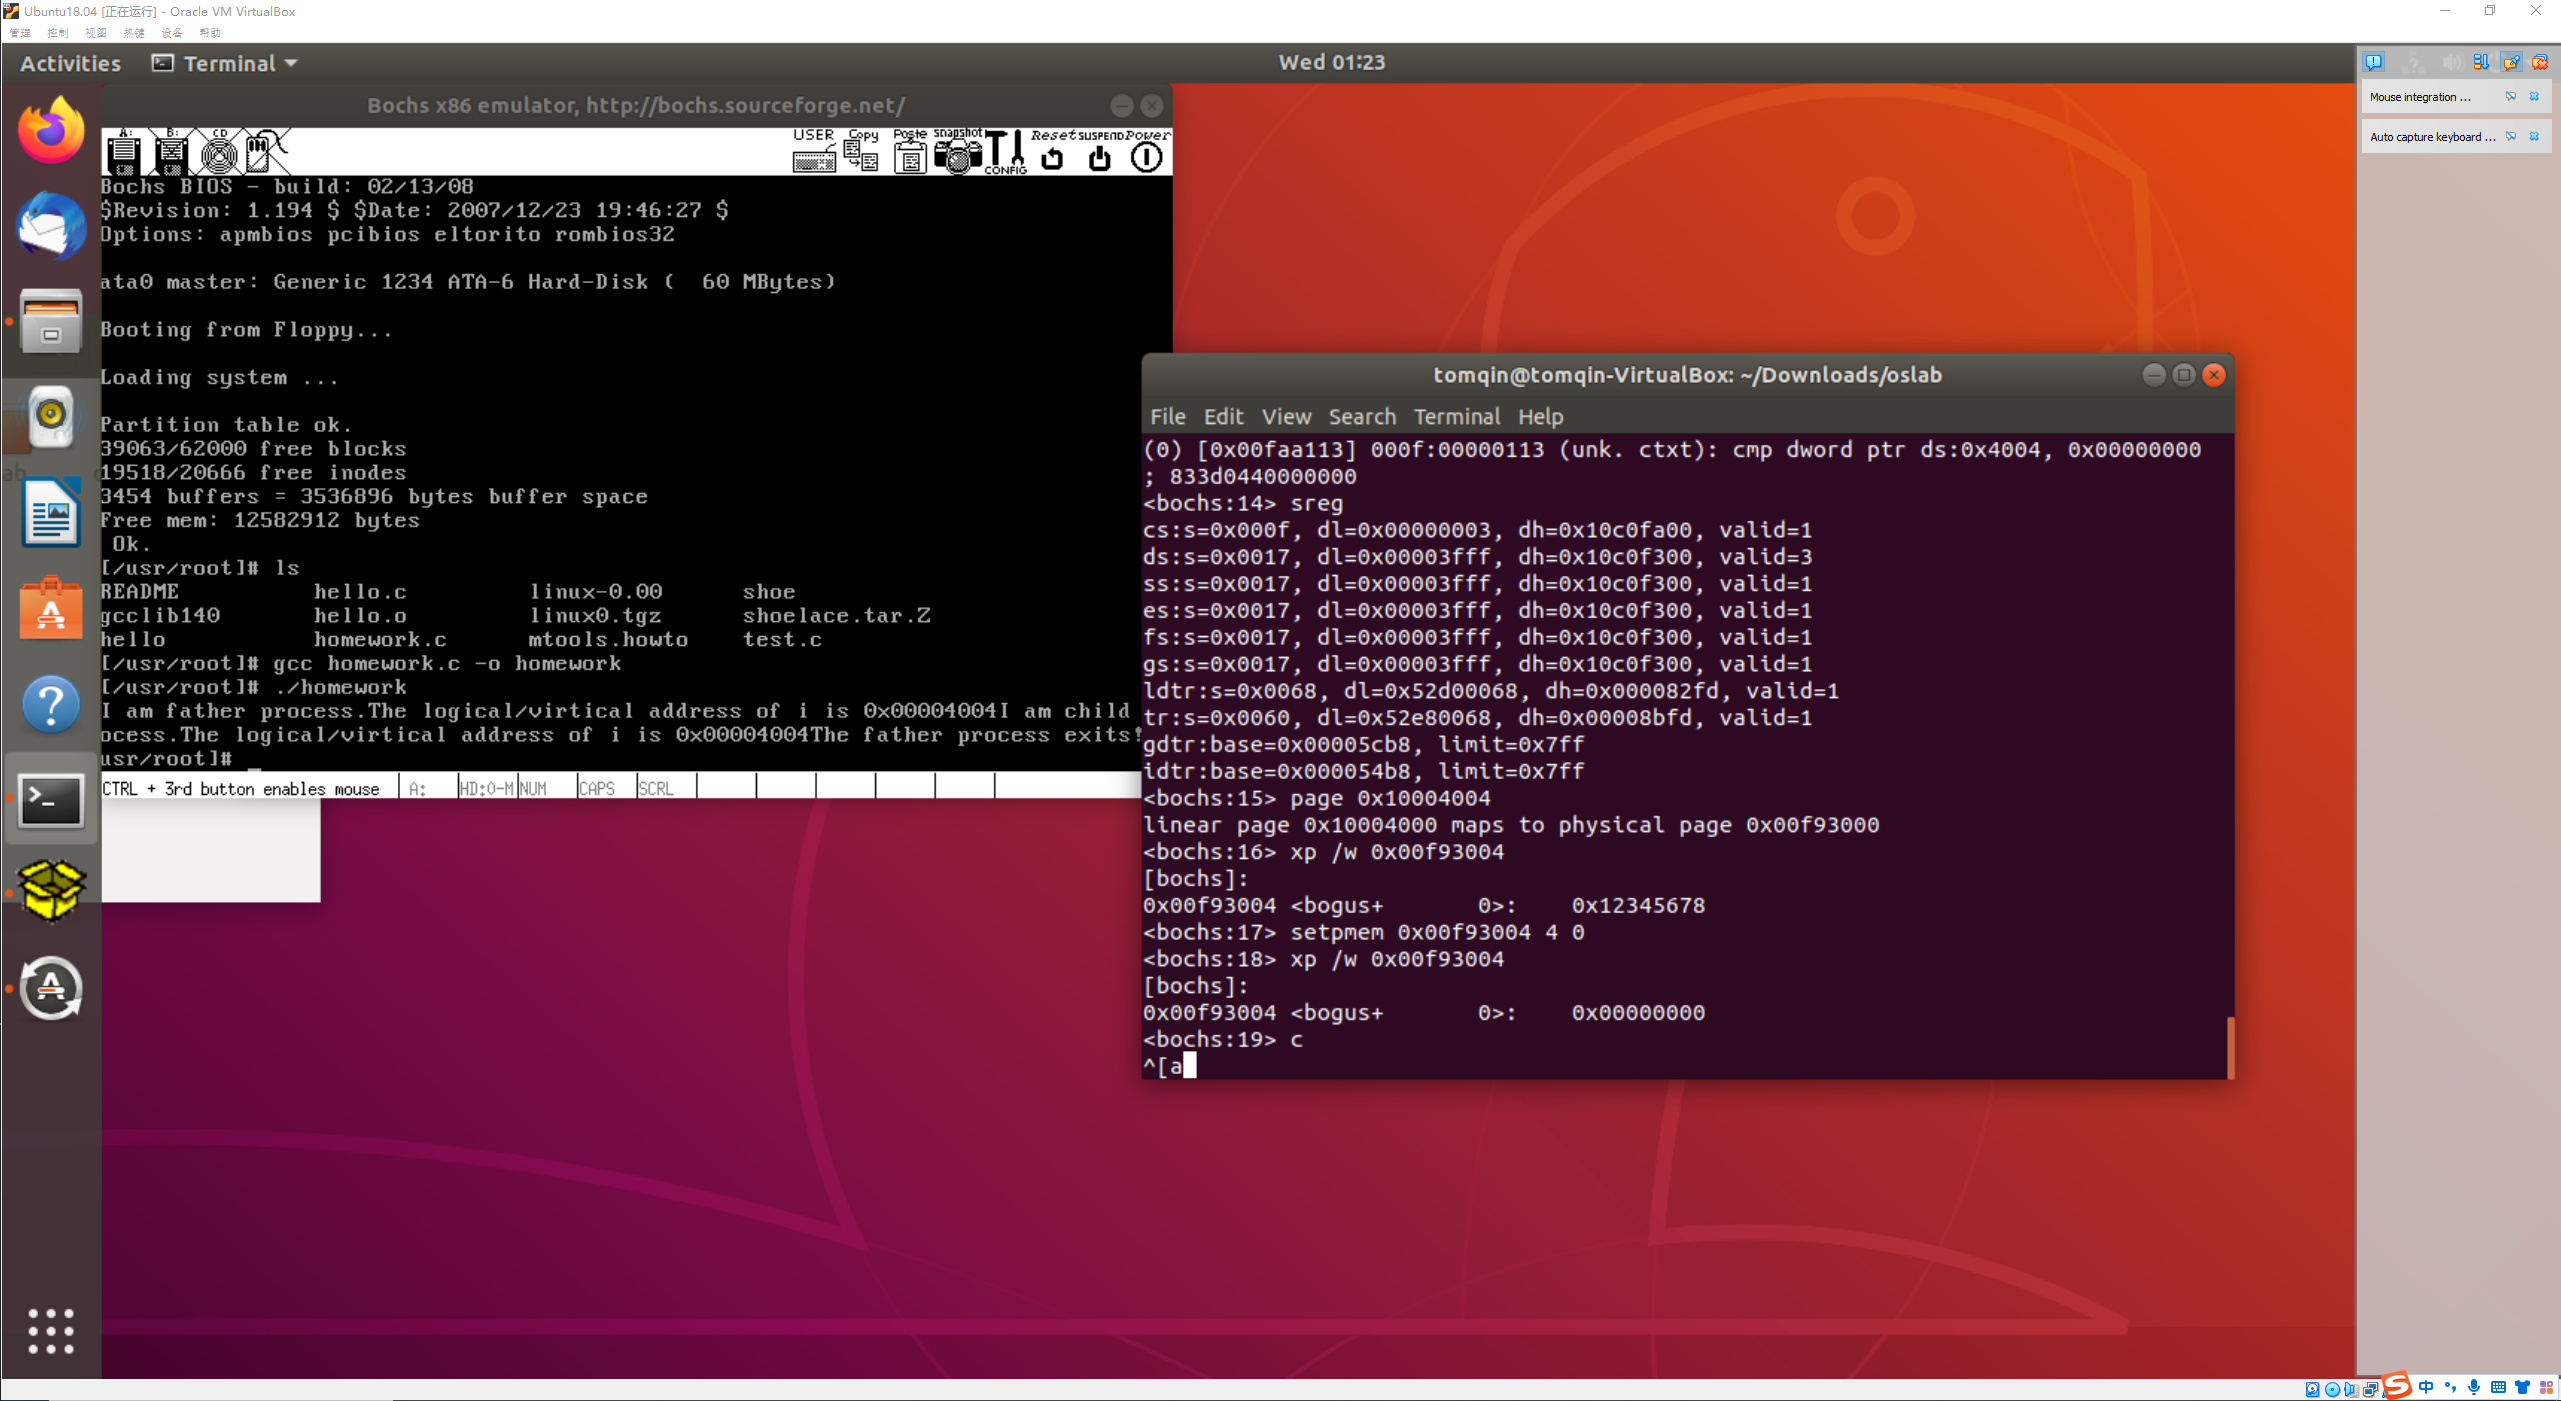 Ubuntu18.04 [正在运行] - Oracle VM VirtualBox
管理 控制 视图 热键 设备 帮助
Activities Terminal Wed 01:23
Bochs x86 emulator, http://bochs.sourceforge.net/
A: B: CD USER Copy Paste snapshot CONFIG Reset SUSPEND Power
Bochs BIOS - build: 02/13/08
$Revision: 1.194 $ $Date: 2007/12/23 19:46:27 $
Options: apmbios pcibios eltorito rombios32
ata0 master: Generic 1234 ATA-6 Hard-Disk (  60 MBytes)
Booting from Floppy...
Loading system ...
Partition table ok.
39063/62000 free blocks
19518/20666 free inodes
3454 buffers = 3536896 bytes buffer space
Free mem: 12582912 bytes
 Ok.
[/usr/root]# ls
README hello.c linux-0.00 shoe
gcclib140 hello.o linux0.tgz shoelace.tar.Z
hello homework.c mtools.howto test.c
[/usr/root]# gcc homework.c -o homework
[/usr/root]# ./homework
I am father process.The logical/virtical address of i is 0x00004004I am child
ocess.The logical/virtical address of i is 0x00004004The father process exits!
usr/root]#
CTRL + 3rd button enables mouse A: HD:0-M NUM CAPS SCRL
tomqin@tomqin-VirtualBox: ~/Downloads/oslab
File Edit View Search Terminal Help
(0) [0x00faa113] 000f:00000113 (unk. ctxt): cmp dword ptr ds:0x4004, 0x00000000
; 833d0440000000
<bochs:14> sreg
cs:s=0x000f, dl=0x00000003, dh=0x10c0fa00, valid=1
ds:s=0x0017, dl=0x00003fff, dh=0x10c0f300, valid=3
ss:s=0x0017, dl=0x00003fff, dh=0x10c0f300, valid=1
es:s=0x0017, dl=0x00003fff, dh=0x10c0f300, valid=1
fs:s=0x0017, dl=0x00003fff, dh=0x10c0f300, valid=1
gs:s=0x0017, dl=0x00003fff, dh=0x10c0f300, valid=1
ldtr:s=0x0068, dl=0x52d00068, dh=0x000082fd, valid=1
tr:s=0x0060, dl=0x52e80068, dh=0x00008bfd, valid=1
gdtr:base=0x00005cb8, limit=0x7ff
idtr:base=0x000054b8, limit=0x7ff
<bochs:15> page 0x10004004
linear page 0x10004000 maps to physical page 0x00f93000
<bochs:16> xp /w 0x00f93004
[bochs]:
0x00f93004 <bogus+       0>:    0x12345678
<bochs:17> setpmem 0x00f93004 4 0
<bochs:18> xp /w 0x00f93004
[bochs]:
0x00f93004 <bogus+       0>:    0x00000000
<bochs:19> c
^[a
Mouse integration ...
Auto capture keyboard ...
中